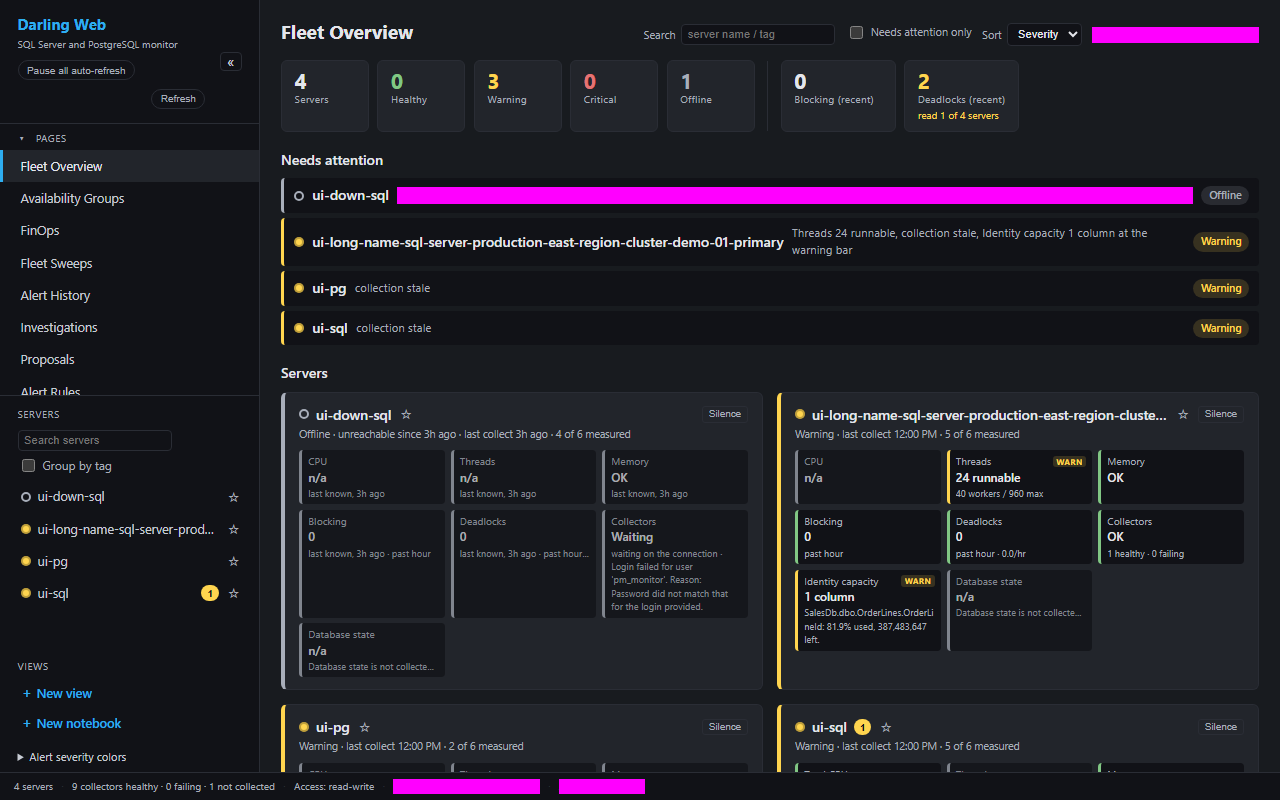 Darling Web
SQL Server and PostgreSQL monitor
Pause all auto-refresh
«
Refresh
PAGES
Fleet Overview
Availability Groups
FinOps
Fleet Sweeps
Alert History
Investigations
Proposals
Alert Rules
SERVERS
Search servers
Group by tag
ui-down-sql
ui-long-name-sql-server-prod...
ui-pg
ui-sql 1
VIEWS
+ New view
+ New notebook
Alert severity colors
Fleet Overview
Search server name / tag Needs attention only Sort Severity
4 Servers
0 Healthy
3 Warning
0 Critical
1 Offline
0 Blocking (recent)
2 Deadlocks (recent)
read 1 of 4 servers
Needs attention
ui-down-sql Offline
ui-long-name-sql-server-production-east-region-cluster-demo-01-primary Threads 24 runnable, collection stale, Identity capacity 1 column at the
warning bar Warning
ui-pg collection stale Warning
ui-sql collection stale Warning
Servers
ui-down-sql Silence
Offline · unreachable since 3h ago · last collect 3h ago · 4 of 6 measured
CPU
n/a
last known, 3h ago
Threads
n/a
last known, 3h ago
Memory
OK
last known, 3h ago
Blocking
0
last known, 3h ago · past hour
Deadlocks
0
last known, 3h ago · past hour...
Collectors
Waiting
waiting on the connection ·
Login failed for user
'pm_monitor'. Reason:
Password did not match that
for the login provided.
Database state
n/a
Database state is not collecte...
ui-long-name-sql-server-production-east-region-cluste... Silence
Warning · last collect 12:00 PM · 5 of 6 measured
CPU
n/a
Threads WARN
24 runnable
40 workers / 960 max
Memory
OK
Blocking
0
past hour
Deadlocks
0
past hour · 0.0/hr
Collectors
OK
1 healthy · 0 failing
Identity capacity WARN
1 column
SalesDb.dbo.OrderLines.OrderLi
neId: 81.9% used, 387,483,647
left.
Database state
n/a
Database state is not collecte...
ui-pg Silence
Warning · last collect 12:00 PM · 2 of 6 measured
ui-sql 1 Silence
Warning · last collect 12:00 PM · 5 of 6 measured
4 servers · 9 collectors healthy · 0 failing · 1 not collected · Access: read-write